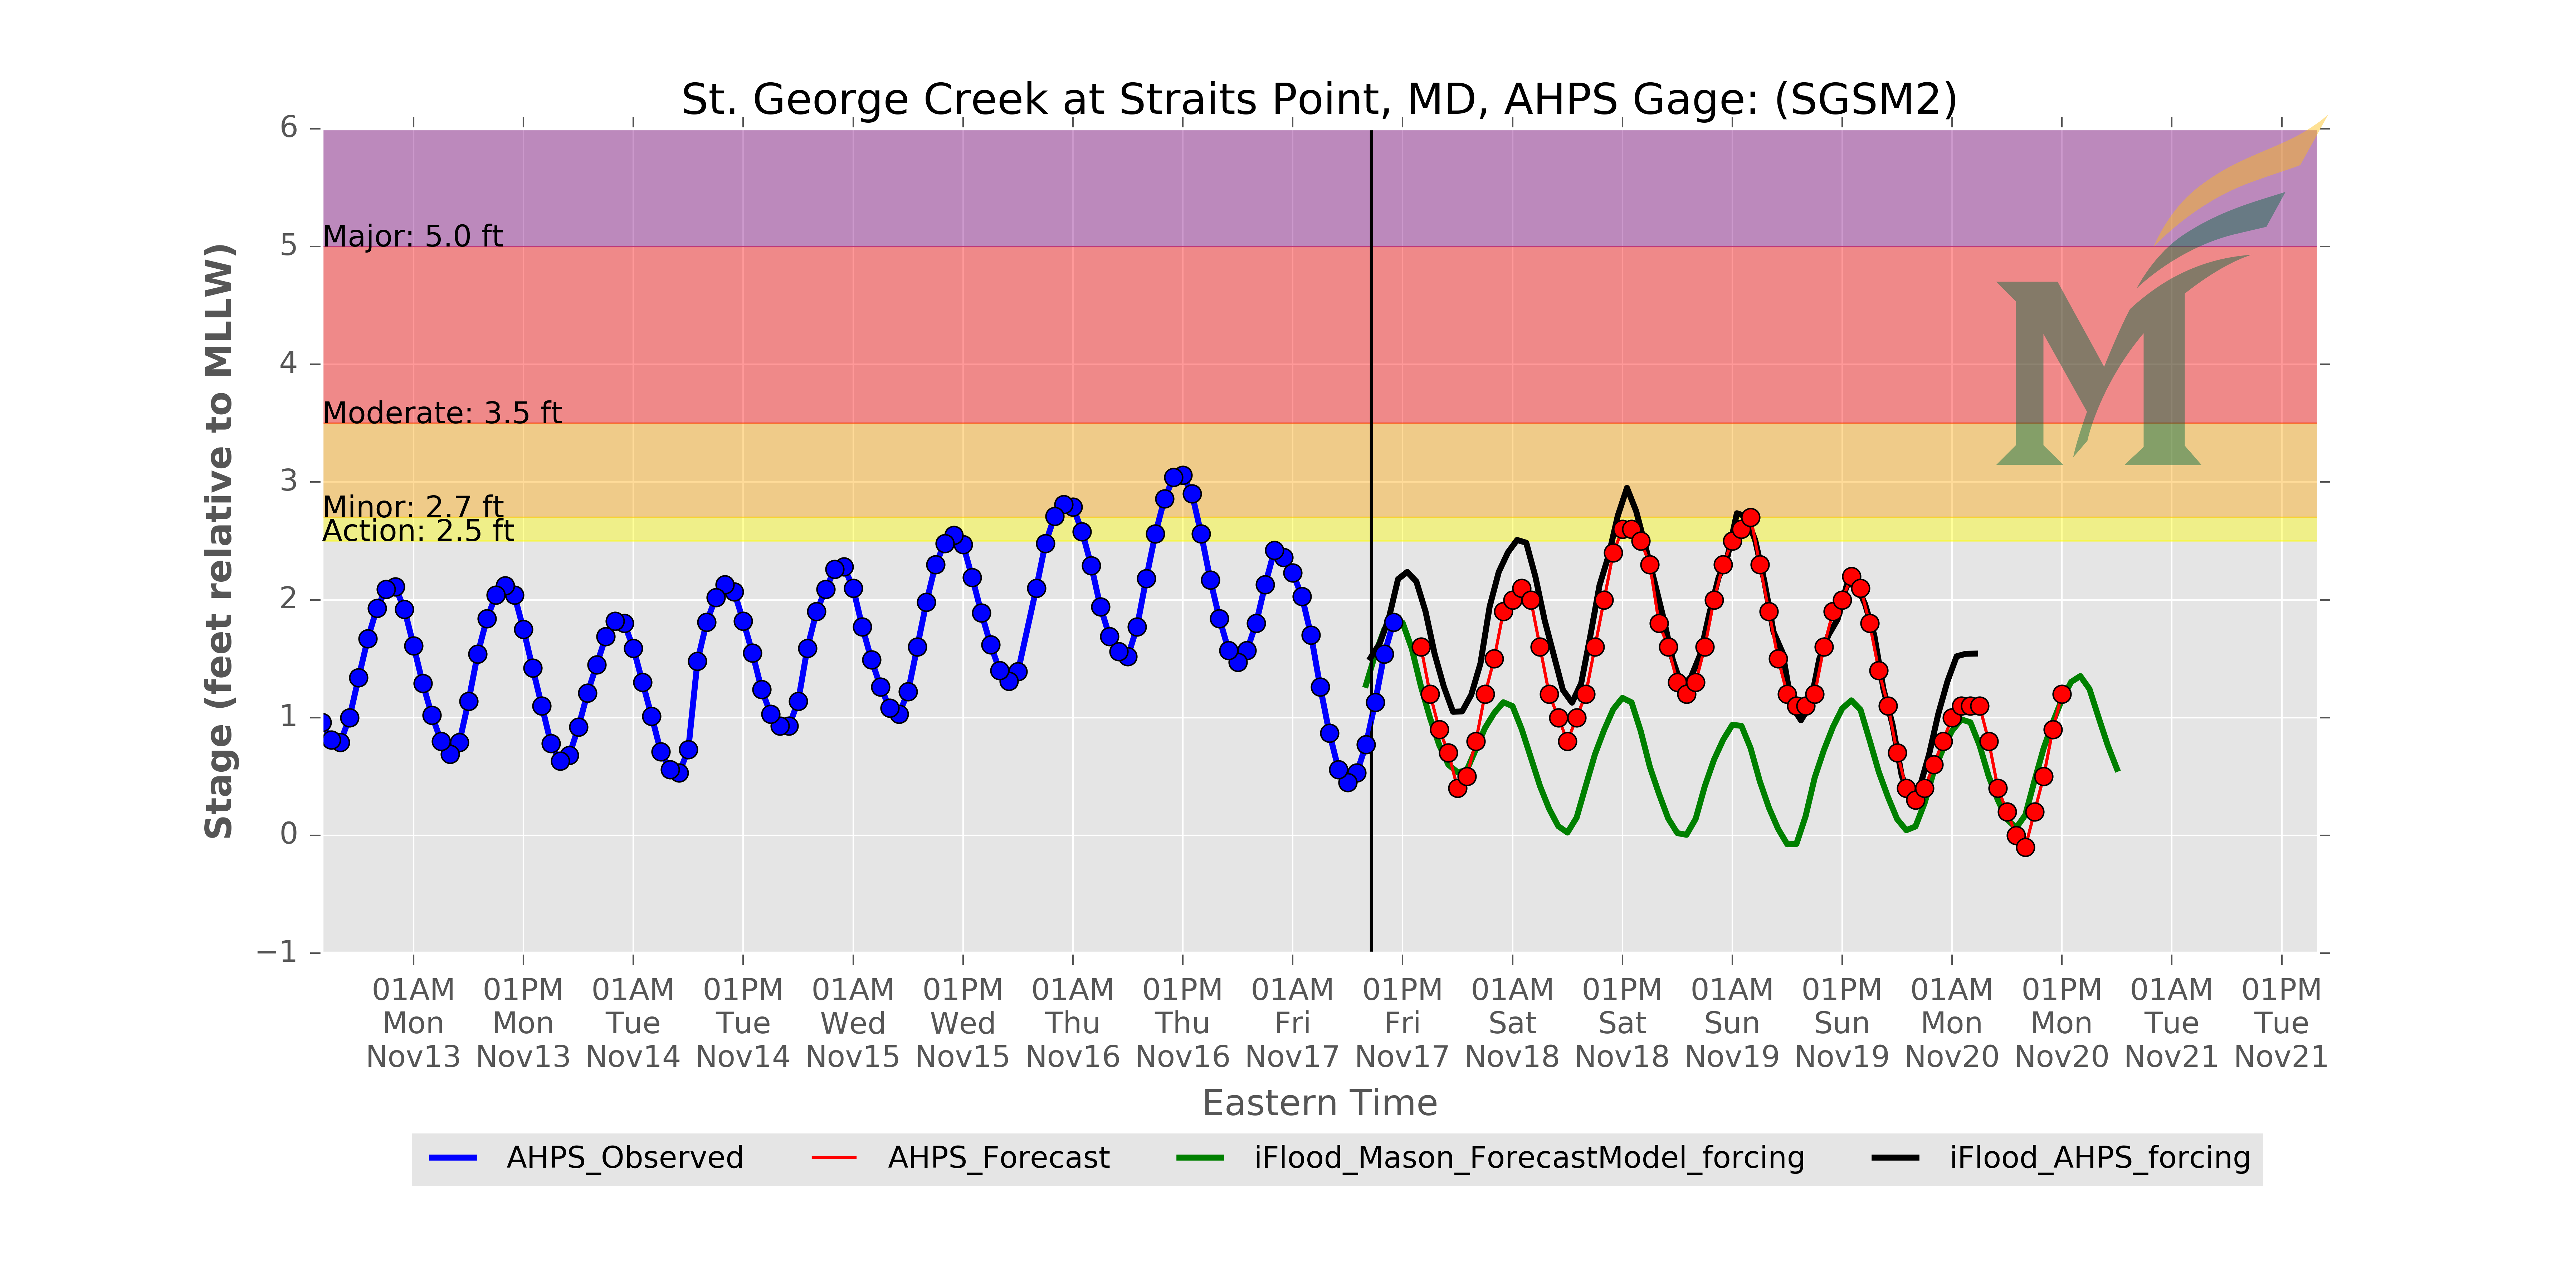 St. George Creek at Straits Point, MD, AHPS Gage: (SGSM2)
Stage (feet relative to MLLW)
6
5
4
3
2
1
0
−1
Major: 5.0 ft
Moderate: 3.5 ft
Minor: 2.7 ft
Action: 2.5 ft
M
01AM 01PM 01AM 01PM 01AM 01PM 01AM 01PM 01AM 01PM 01AM 01PM 01AM 01PM 01AM 01PM 01AM 01PM
Mon Mon Tue Tue Wed Wed Thu Thu Fri Fri Sat Sat Sun Sun Mon Mon Tue Tue
Nov13 Nov13 Nov14 Nov14 Nov15 Nov15 Nov16 Nov16 Nov17 Nov17 Nov18 Nov18 Nov19 Nov19 Nov20 Nov20 Nov21 Nov21
Eastern Time
AHPS_Observed AHPS_Forecast iFlood_Mason_ForecastModel_forcing iFlood_AHPS_forcing